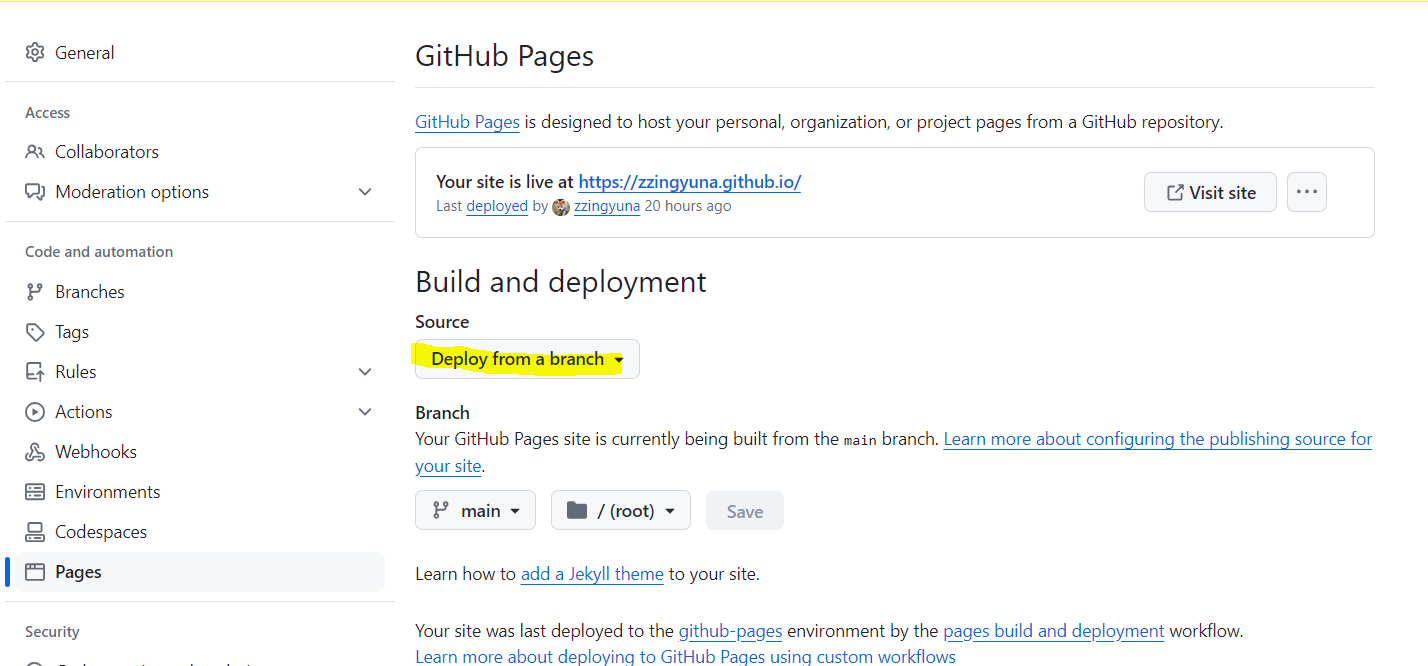 General
Access
Collaborators
Moderation options
Code and automation
Branches
Tags
Rules
Actions
Webhooks
Environments
Codespaces
Pages
Security
GitHub Pages
GitHub Pages is designed to host your personal, organization, or project pages from a GitHub repository.
Your site is live at https://zzingyuna.github.io/
Last deployed by zzingyuna 20 hours ago
Visit site
Build and deployment
Source
Deploy from a branch
Branch
Your GitHub Pages site is currently being built from the main branch. Learn more about configuring the publishing source for
your site.
main
/ (root)
Save
Learn how to add a Jekyll theme to your site.
Your site was last deployed to the github-pages environment by the pages build and deployment workflow.
Learn more about deploying to GitHub Pages using custom workflows